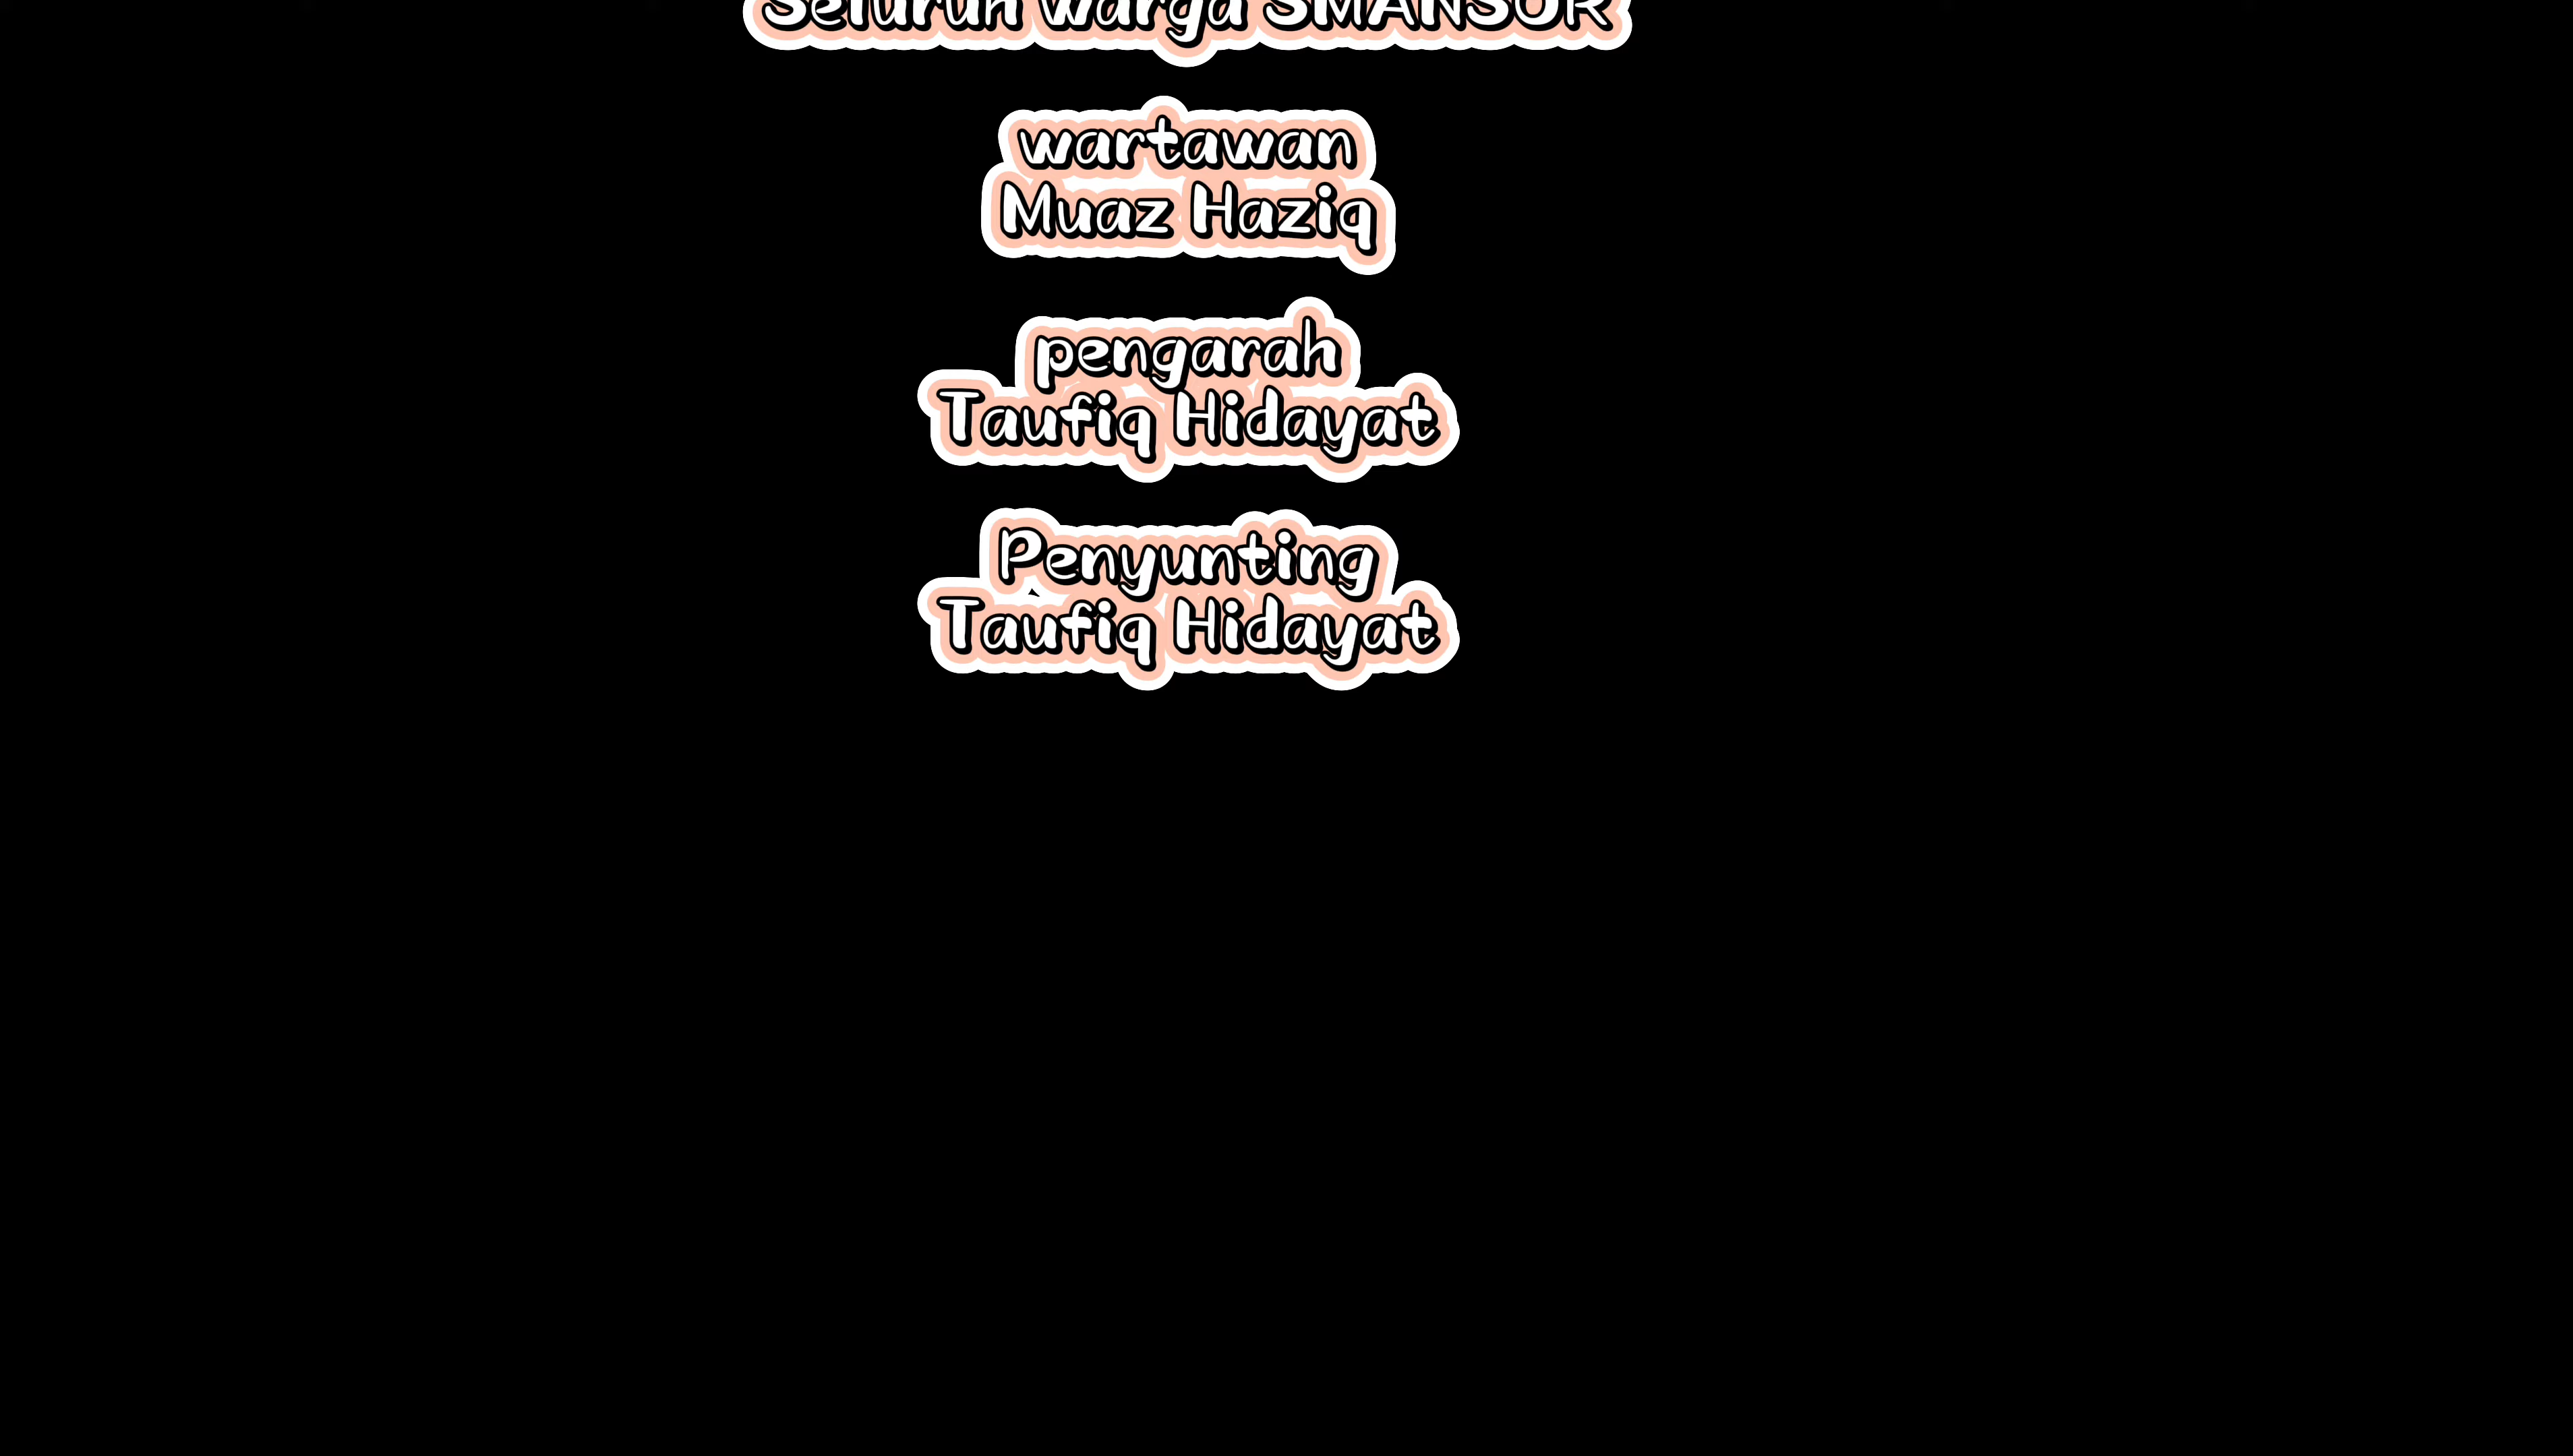 Seluruh warga SMANSOR
wartawan
Muaz Haziq
pengarah
Taufiq Hidayat
Penyunting
Taufiq Hidayat